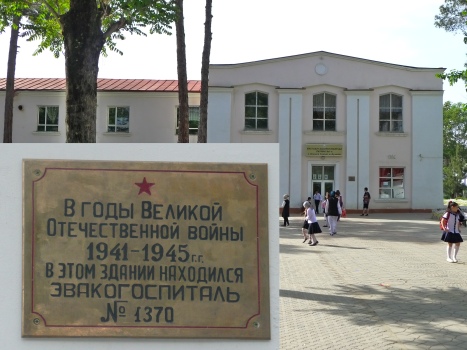 В ГОДЫ ВЕЛИКОЙ
ОТЕЧЕСТВЕННОЙ ВОЙНЫ
1941-1945 г.г.
В ЭТОМ ЗДАНИИ НАХОДИЛСЯ
ЭВАКОГОСПИТАЛЬ
№ 1370